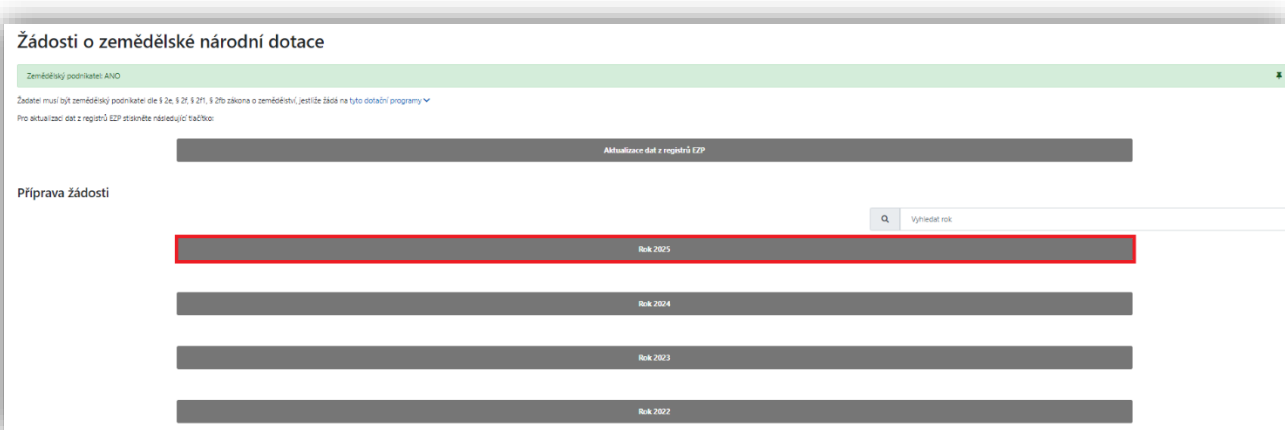 Žádosti o zemědělské národní dotace
Zemědělský podnikatel: ANO
Žadatel musí být zemědělský podnikatel dle § 2e, § 2f, § 2f1, § 2fb zákona o zemědělství, jestliže žádá na tyto dotační programy
Pro aktualizaci dat z registrů EZP stiskněte následující tlačítko:
Aktualizace dat z registrů EZP
Příprava žádosti
Vyhledat rok
Rok 2025
Rok 2024
Rok 2023
Rok 2022